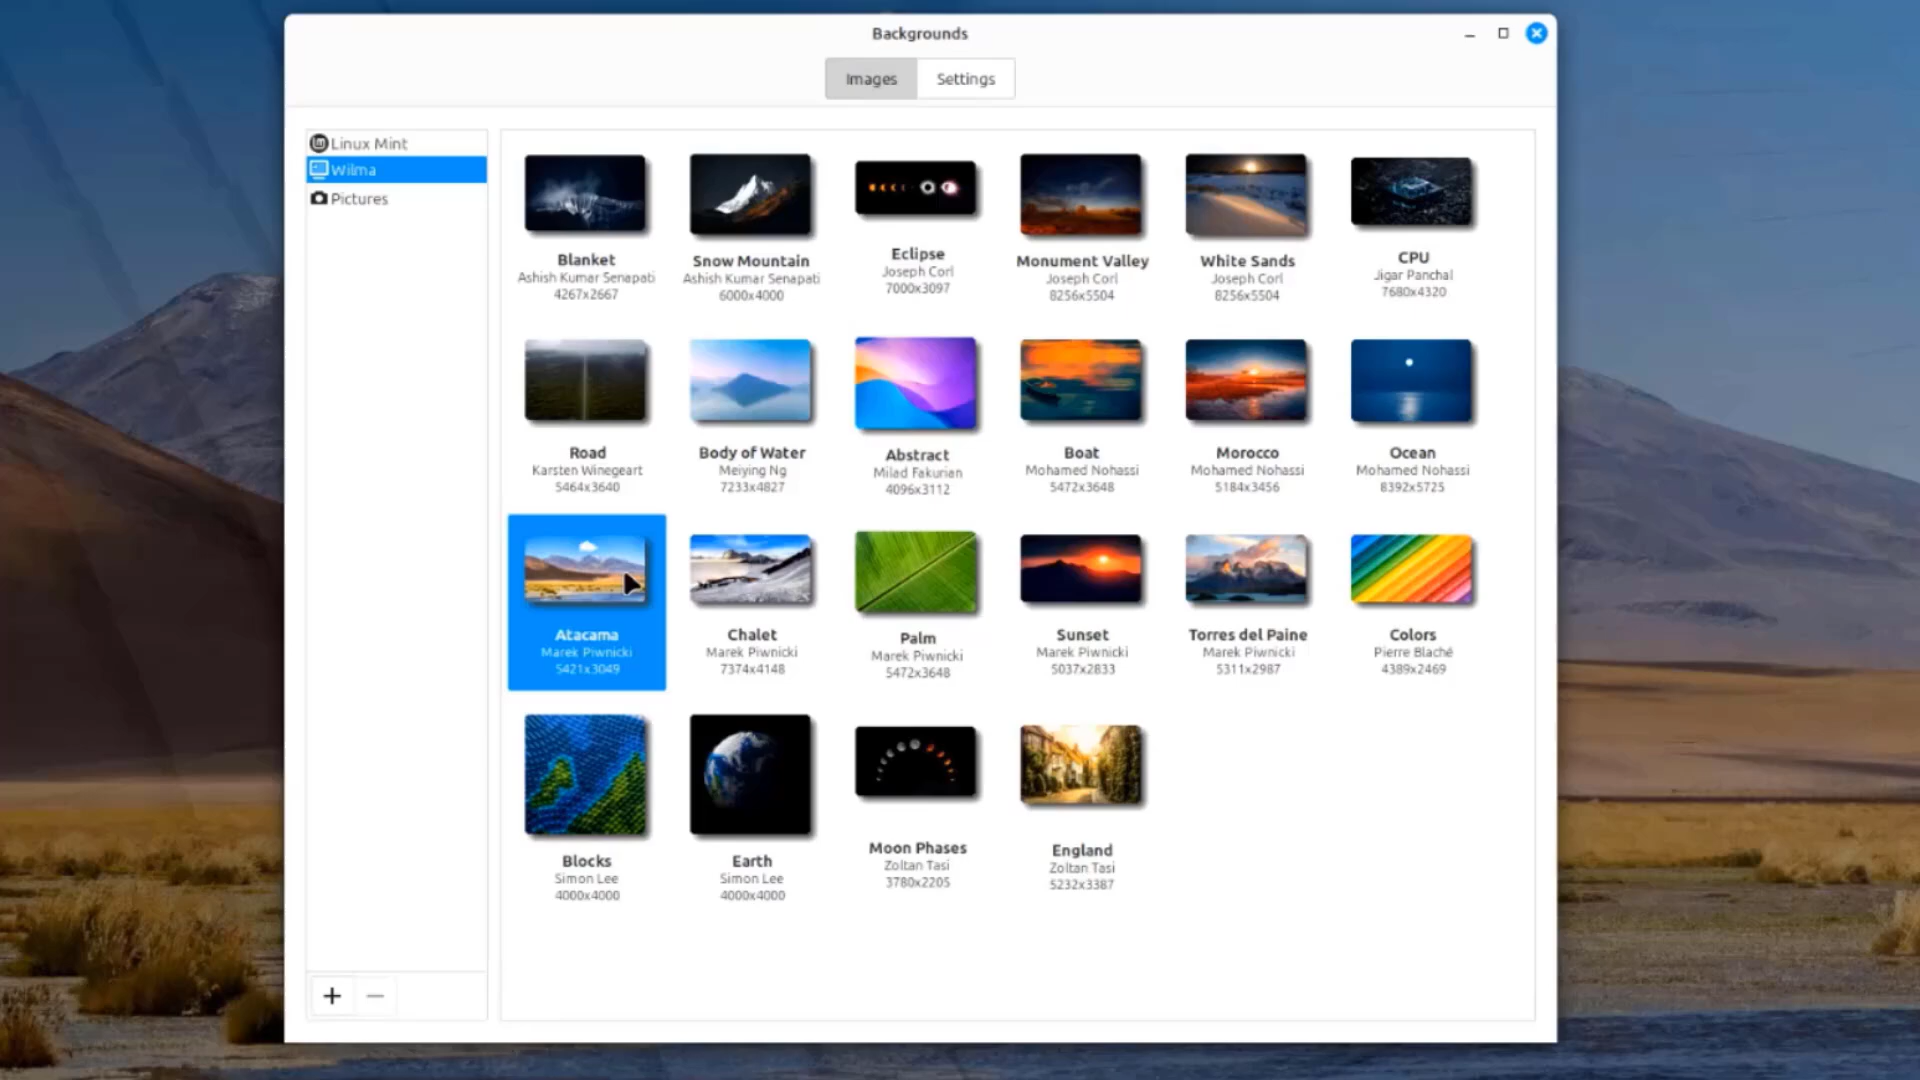 Backgrounds
Images
Settings
Linux Mint
Wilma
Pictures
Blanket
Ashish Kumar Senapati
4267x2667
Snow Mountain
Ashish Kumar Senapati
6000x4000
Eclipse
Joseph Corl
7000x3097
Monument Valley
Joseph Corl
8256x5504
White Sands
Joseph Corl
8256x5504
CPU
Jigar Panchal
7680x4320
Road
Karsten Winegeart
5464x3640
Body of Water
Meiying Ng
7233x4827
Abstract
Milad Fakurian
4096x3112
Boat
Mohamed Nohassi
5472x3648
Morocco
Mohamed Nohassi
5184x3456
Ocean
Mohamed Nohassi
8392x5725
Atacama
Marek Piwnicki
5421x3049
Chalet
Marek Piwnicki
7374x4148
Palm
Marek Piwnicki
5472x3648
Sunset
Marek Piwnicki
5037x2833
Torres del Paine
Marek Piwnicki
5311x2987
Colors
Pierre Blaché
4389x2469
Blocks
Simon Lee
4000x4000
Earth
Simon Lee
4000x4000
Moon Phases
Zoltan Tasi
3780x2205
England
Zoltan Tasi
5232x3387